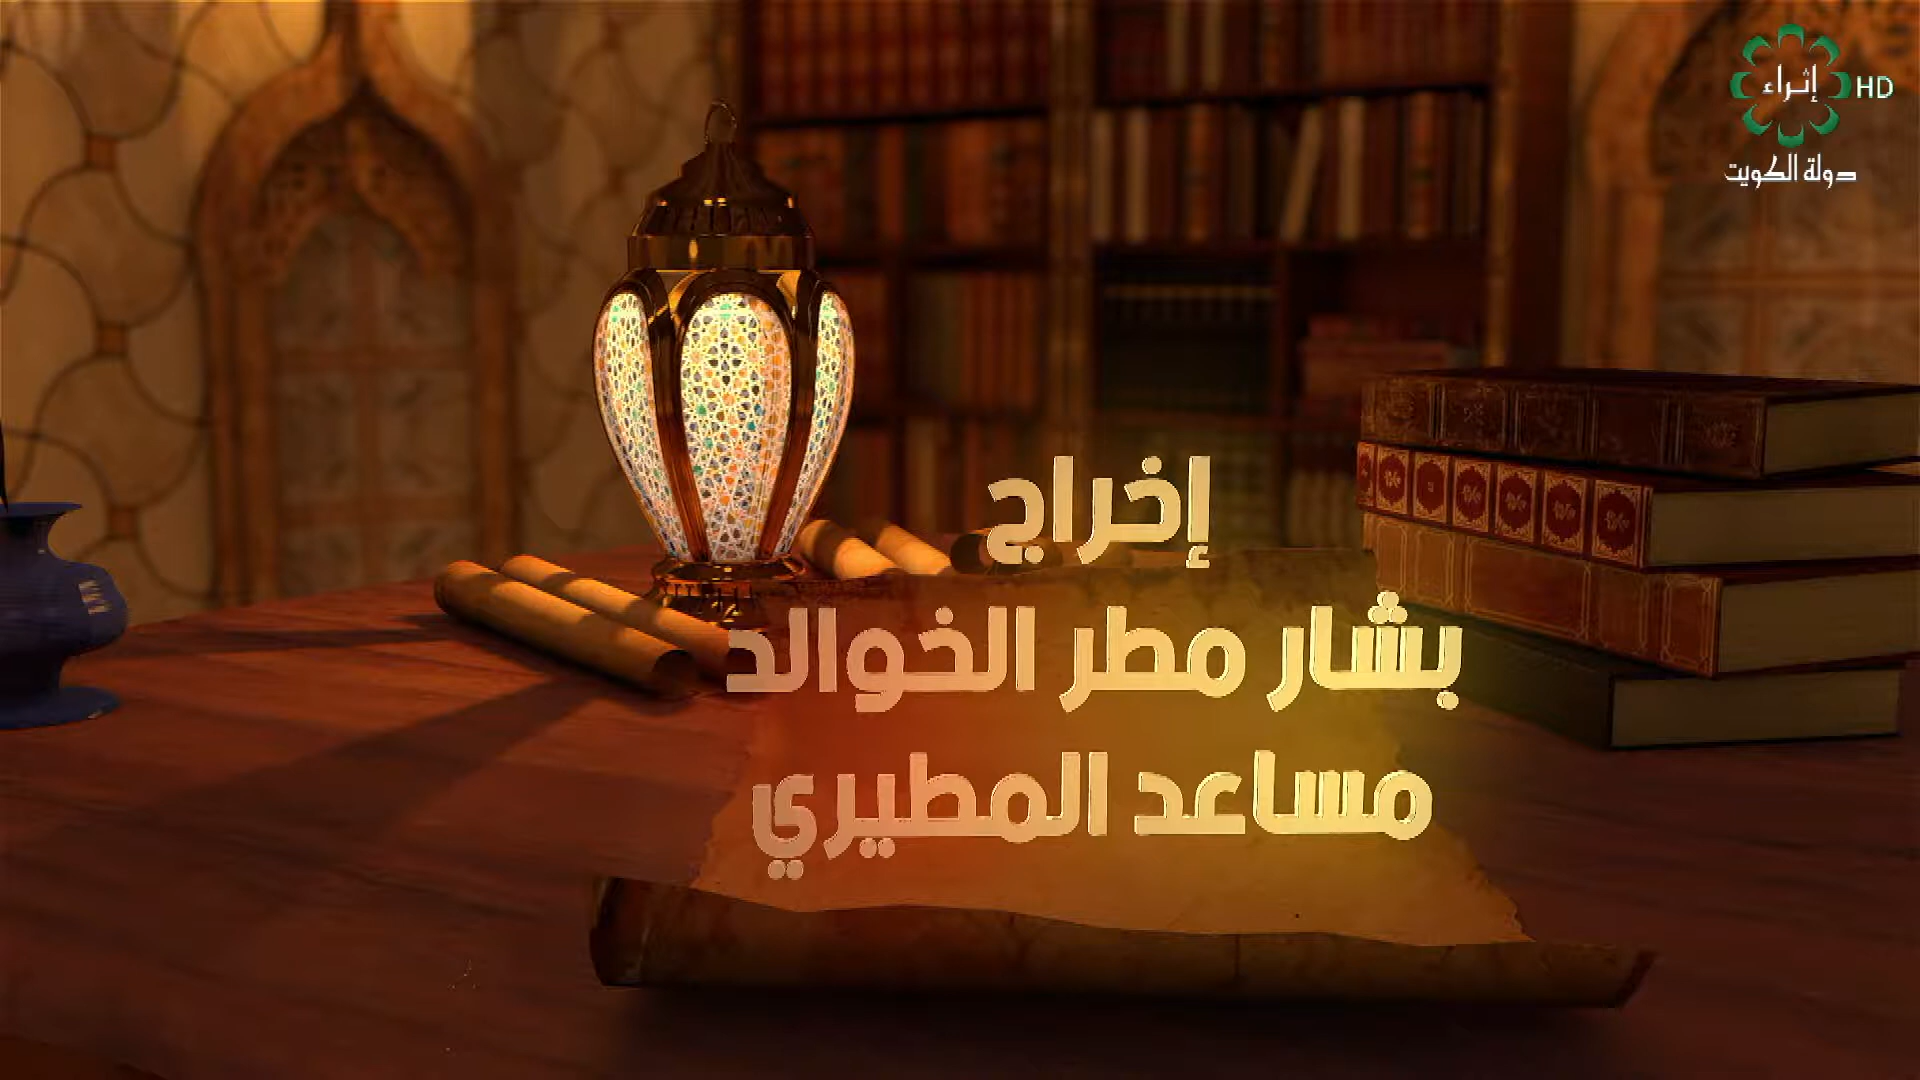 إثراء HD
دولة الكويت
إخراج
بشار مطر الخوالد
مساعد المطيري